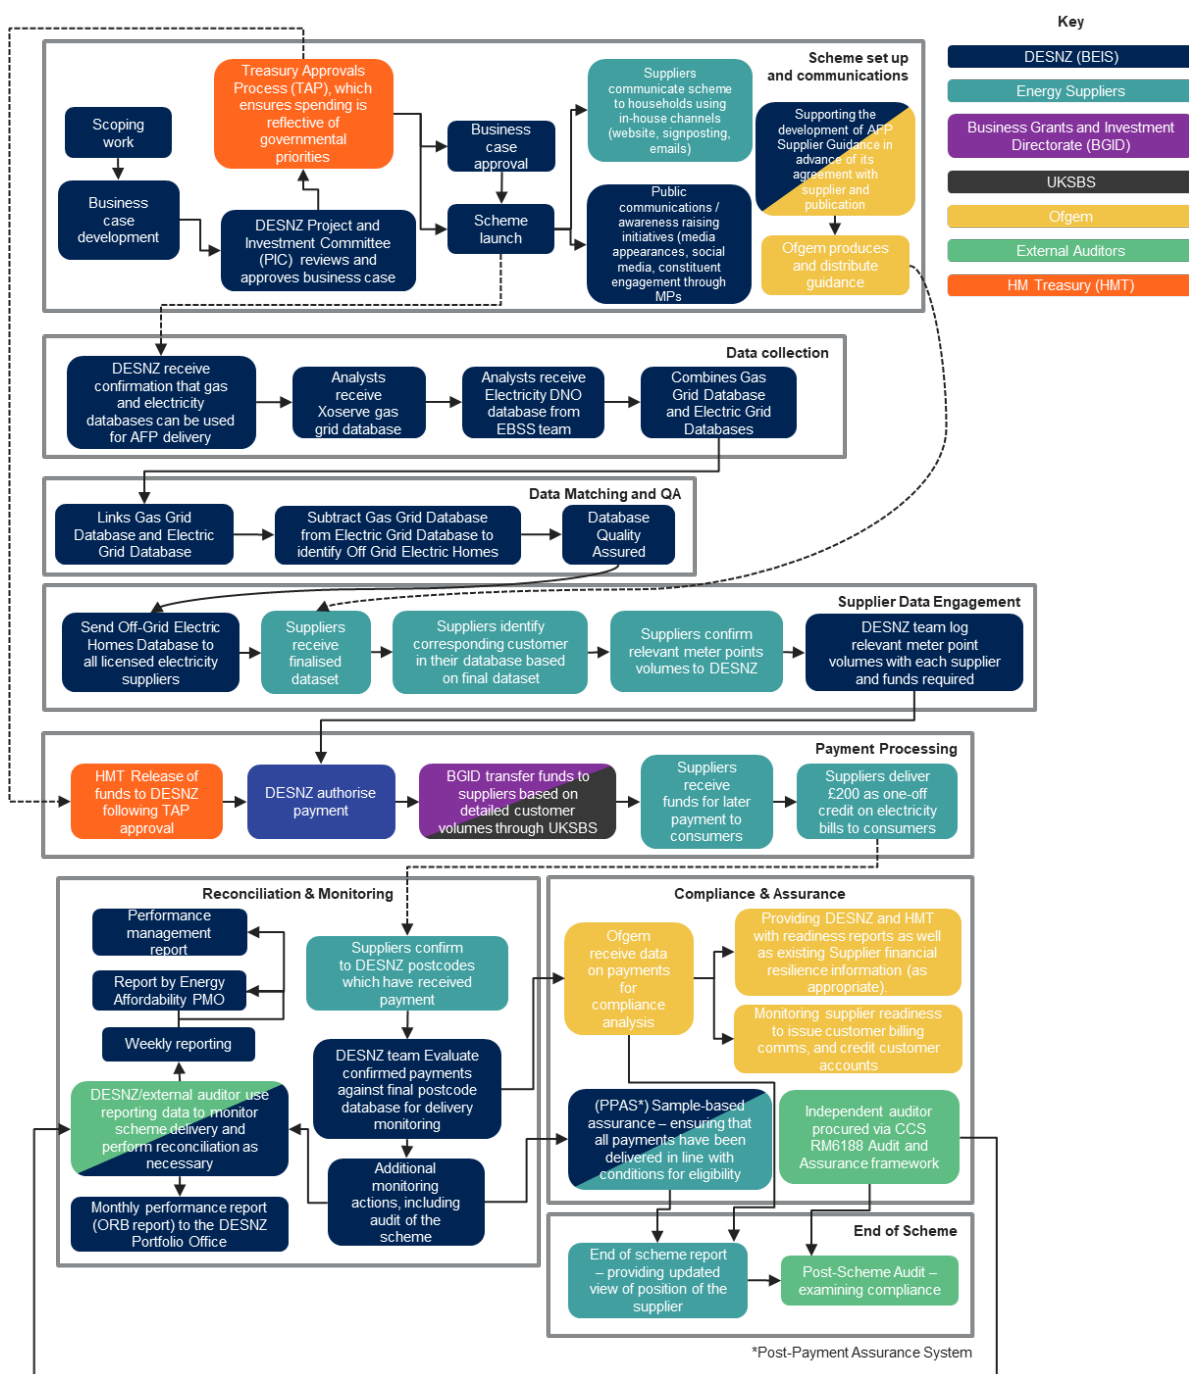 Key
DESNZ (BEIS)
Energy Suppliers
Business Grants and Investment
Directorate (BGID)
UKSBS
Ofgem
External Auditors
HM Treasury (HMT)
Scheme set up
and communications
Scoping
work
Business
case
development
Treasury Approvals
Process (TAP), which
ensures spending is
reflective of
governmental
priorities
DESNZ Project and
Investment Committee
(PIC) reviews and
approves business case
Business
case
approval
Scheme
launch
Suppliers
communicate scheme
to households using
in-house channels
(website, signposting,
emails)
Public
communications /
awareness raising
initiatives (media
appearances, social
media, constituent
engagement through
MPs
Supporting the
development of AFP
Supplier Guidance in
advance of its
agreement with
supplier and
publication
Ofgem produces
and distribute
guidance
Data collection
DESNZ receive
confirmation that gas
and electricity
databases can be used
for AFP delivery
Analysts
receive
Xoserve gas
grid database
Analysts receive
Electricity DNO
database from
EBSS team
Combines Gas
Grid Database
and Electric Grid
Databases
Data Matching and QA
Links Gas Grid
Database and Electric
Grid Database
Subtract Gas Grid Database
from Electric Grid Database to
identify Off Grid Electric Homes
Database
Quality
Assured
Supplier Data Engagement
Send Off-Grid Electric
Homes Database to
all licensed electricity
suppliers
Suppliers
receive
finalised
dataset
Suppliers identify
corresponding customer
in their database based
on final dataset
Suppliers confirm
relevant meter points
volumes to DESNZ
DESNZ team log
relevant meter point
volumes with each supplier
and funds required
Payment Processing
HMT Release of
funds to DESNZ
following TAP
approval
DESNZ authorise
payment
BGID transfer funds to
suppliers based on
detailed customer
volumes through UKSBS
Suppliers
receive
funds for later
payment to
consumers
Suppliers deliver
£200 as one-off
credit on electricity
bills to consumers
Reconciliation & Monitoring
Performance
management
report
Report by Energy
Affordability PMO
Weekly reporting
DESNZ/external auditor use
reporting data to monitor
scheme delivery and
perform reconciliation as
necessary
Monthly performance report
(ORB report) to the DESNZ
Portfolio Office
Suppliers confirm
to DESNZ postcodes
which have received
payment
DESNZ team Evaluate
confirmed payments
against final postcode
database for delivery
monitoring
Additional
monitoring
actions, including
audit of the
scheme
Compliance & Assurance
Ofgem
receive data
on payments
for
compliance
analysis
Providing DESNZ and HMT
with readiness reports as well
as existing Supplier financial
resilience information (as
appropriate).
Monitoring supplier readiness
to issue customer billing
comms, and credit customer
accounts
(PPAS*) Sample-based
assurance – ensuring that
all payments have been
delivered in line with
conditions for eligibility
Independent auditor
procured via CCS
RM6188 Audit and
Assurance framework
End of Scheme
End of scheme report
– providing updated
view of position of the
supplier
Post-Scheme Audit –
examining compliance
*Post-Payment Assurance System